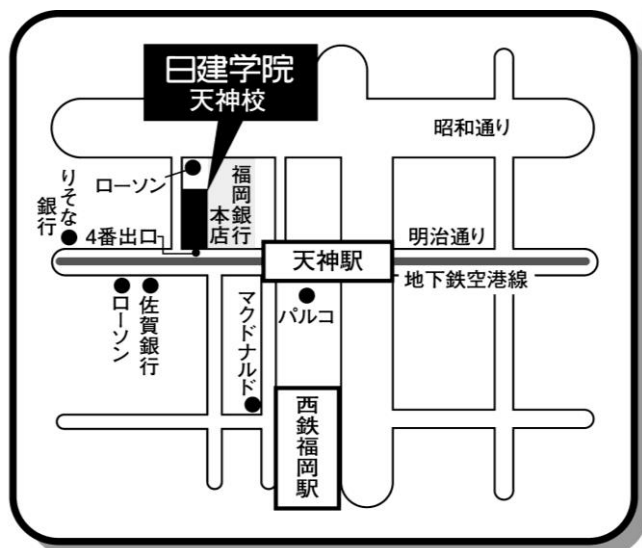 日建学院
天神校
昭和通り
ローソン
福岡銀行
本店
りそな
銀行
4番出口
明治通り
天神駅
地下鉄空港線
ローソン
佐賀銀行
マクドナルド
パルコ
西鉄福岡駅